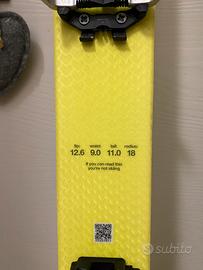 tip: waist: tail: radius:
12.6 9.0 11.0 18
if you can read this
you're not skiing
subito